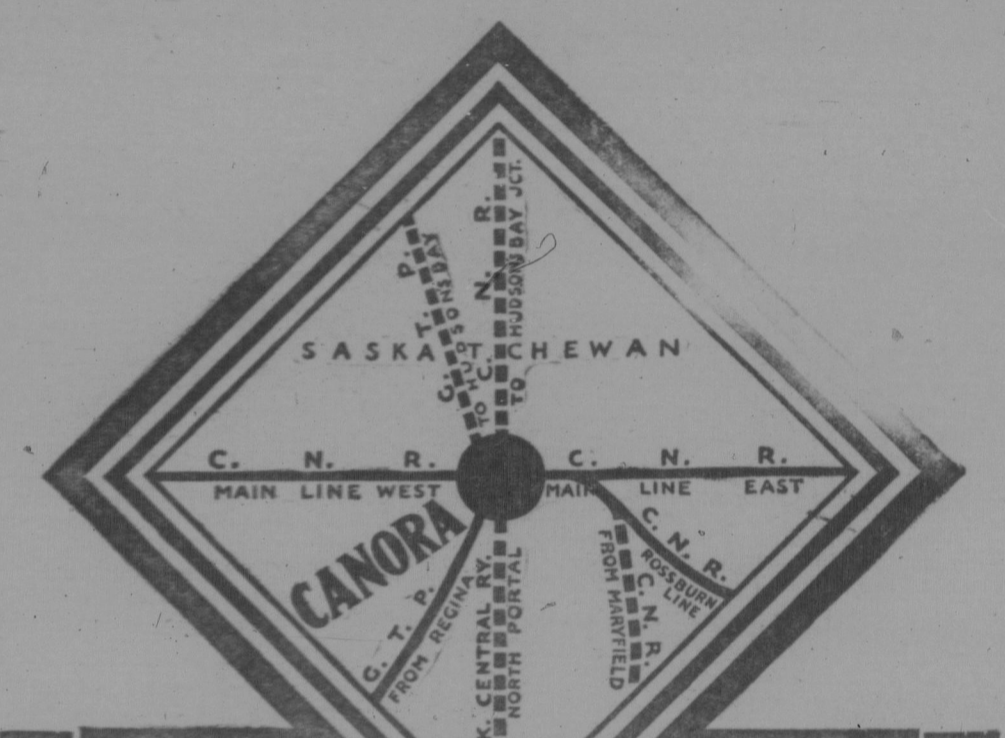 C. N. R.
TO HUDSONS BAY JCT.
G. T. P.
TO HUDSONS BAY
SASKATCHEWAN
C. N. R.
MAIN LINE WEST
C. N. R.
MAIN LINE EAST
CANORA
C. N. R.
ROSSBURN
LINE
C. N. R.
FROM MARYFIELD
G. T. P.
FROM REGINA
K. CENTRAL RY.
NORTH PORTAL